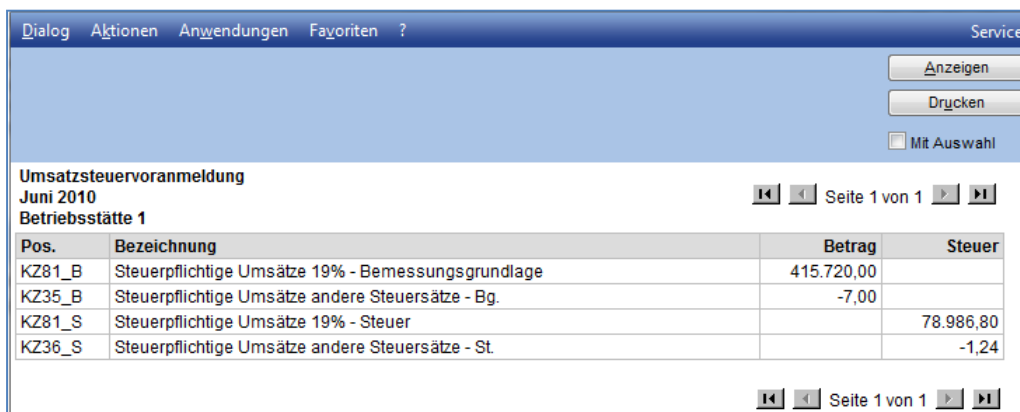 Dialog Aktionen Anwendungen Favoriten ? Service
Anzeigen
Drucken
Mit Auswahl
Umsatzsteuervoranmeldung
Juni 2010
Betriebsstätte 1
Seite 1 von 1
Pos. Bezeichnung Betrag Steuer
KZ81_B Steuerpflichtige Umsätze 19% - Bemessungsgrundlage 415.720,00
KZ35_B Steuerpflichtige Umsätze andere Steuersätze - Bg. -7,00
KZ81_S Steuerpflichtige Umsätze 19% - Steuer 78.986,80
KZ36_S Steuerpflichtige Umsätze andere Steuersätze - St. -1,24
Seite 1 von 1